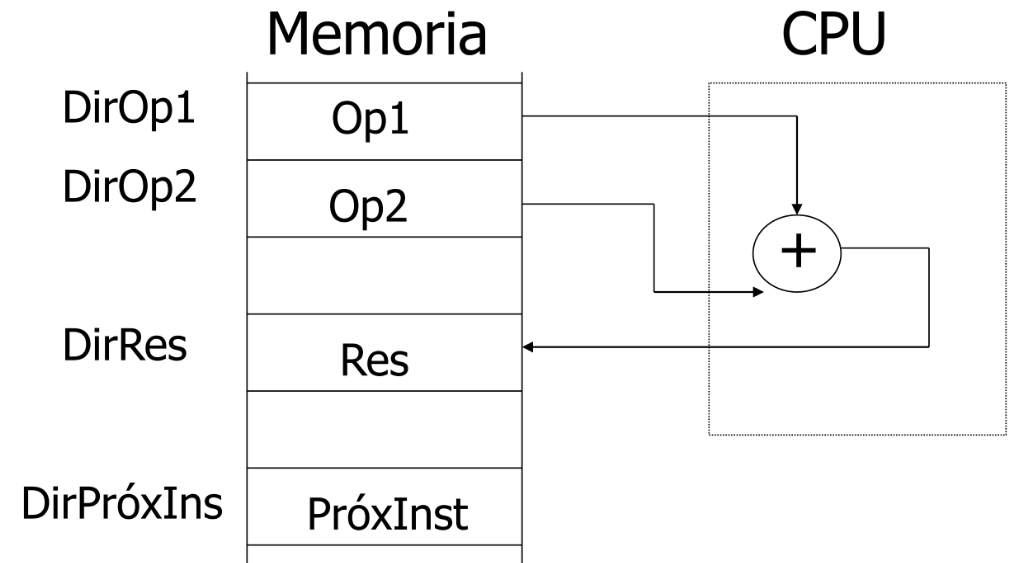 Memoria CPU
DirOp1 Op1
DirOp2 Op2
+
DirRes Res
DirPróxIns PróxInst